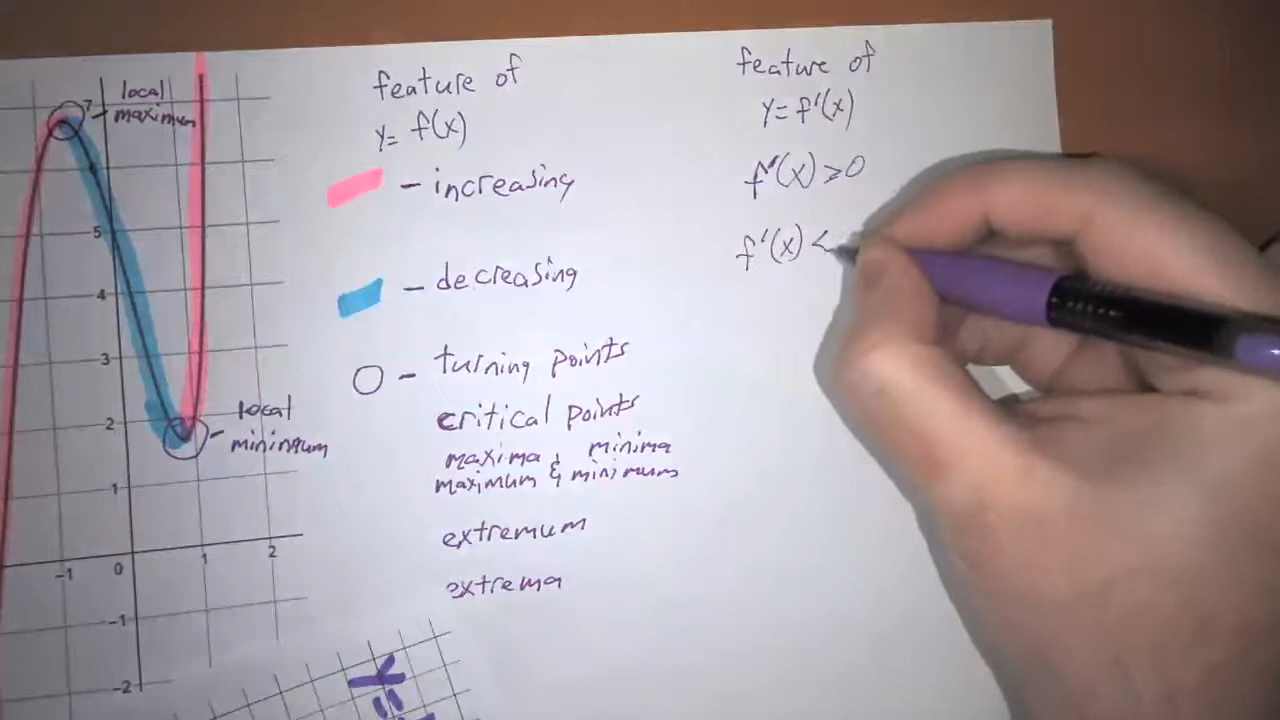 local
maximum
7
5
4
3
2
1
-1
0
1
2
-1
-2
local
minimum
feature of
y= f(x)
- increasing
- decreasing
- turning points
critical points
maxima & minima
maximum & minimum
extremum
extrema
feature of
y= f'(x)
f'(x) > 0
f'(x) <
Y=